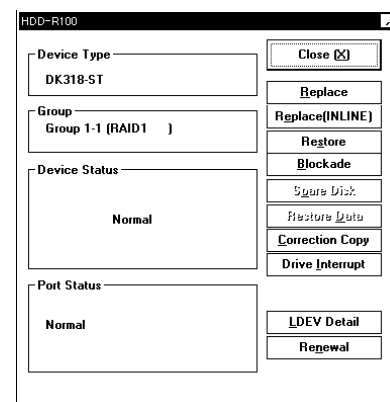 HDD-R100
Device Type
DK318-ST
Group
Group 1-1 (RAID1 )
Device Status
Normal
Port Status
Normal
Close (X)
Replace
Replace(INLINE)
Restore
Blockade
Spare Disk
Restore Data
Correction Copy
Drive Interrupt
LDEV Detail
Renewal